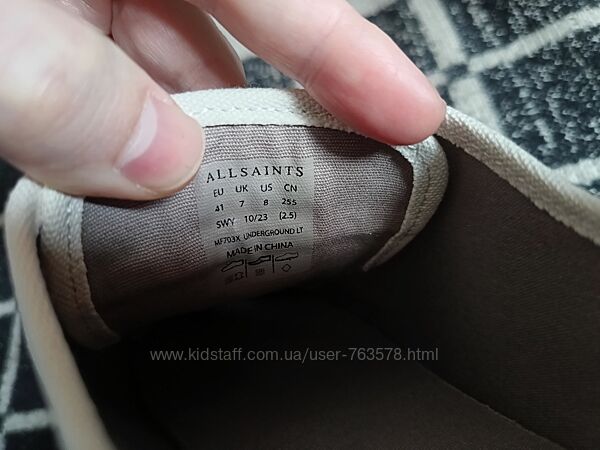 ALLSAINTS
EU UK US CN
41 7 8 255
SWY 10/23 (2.5)
MF703X UNDERGROUND LT
MADE IN CHINA
www.kidstaff.com.ua/user-763578.html